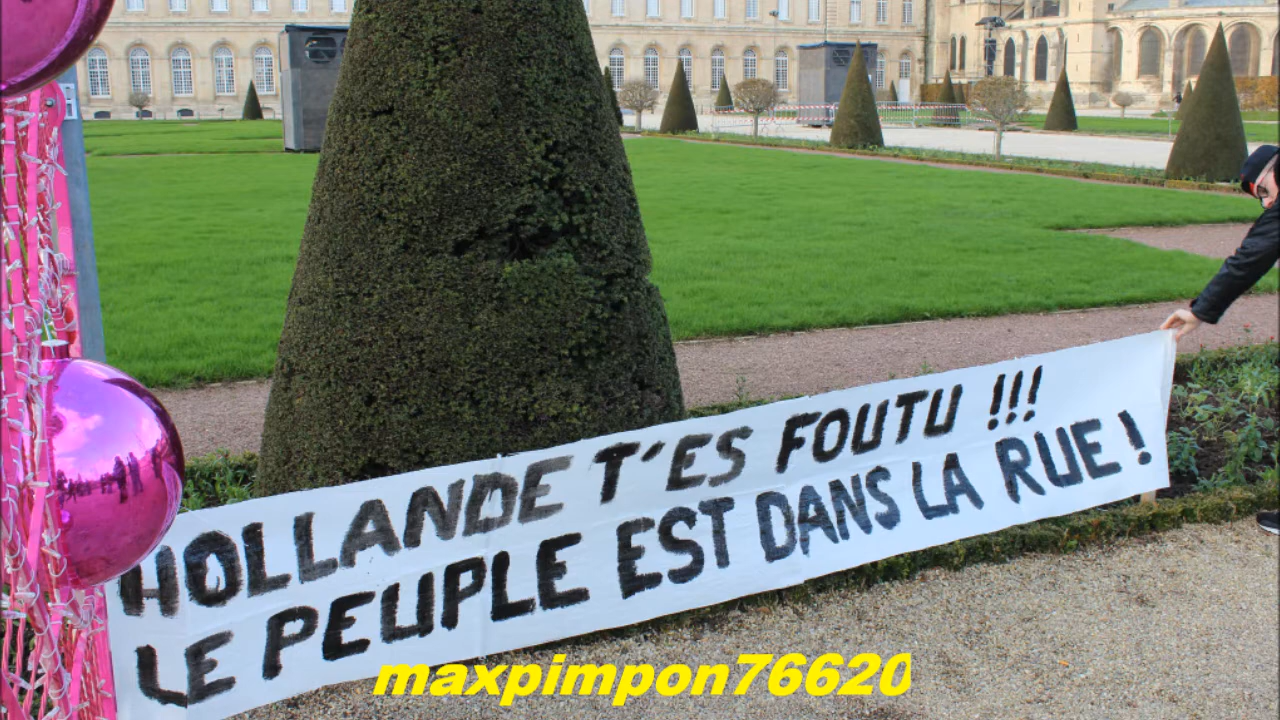 HOLLANDE T'ES FOUTU !!!
LE PEUPLE EST DANS LA RUE !
maxpimpon76620